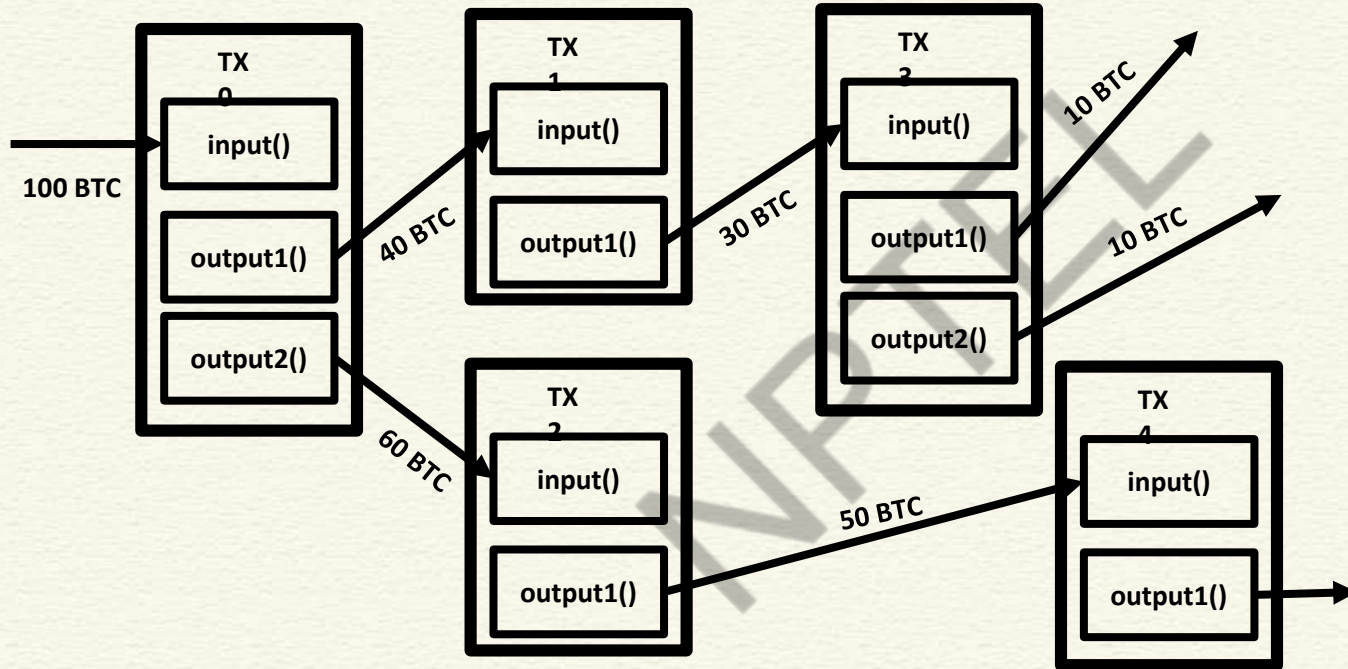 TX
0
input()
output1()
output2()
100 BTC
40 BTC
60 BTC
TX
1
input()
output1()
30 BTC
TX
2
input()
output1()
50 BTC
TX
3
input()
output1()
output2()
10 BTC
10 BTC
TX
4
input()
output1()
NPTEL